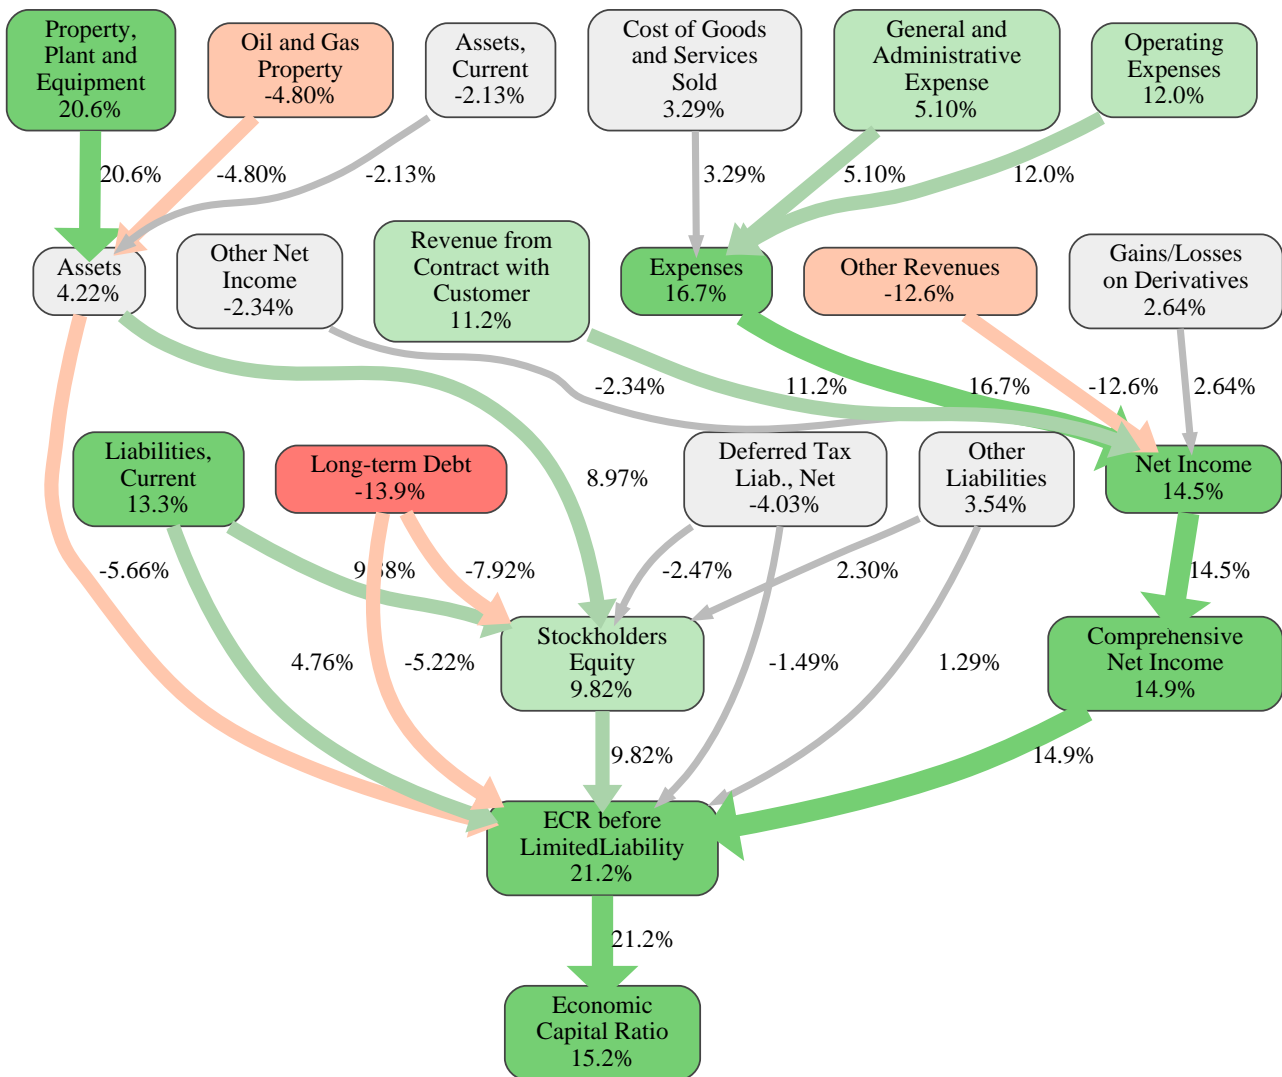 Property,
Plant and
Equipment
20.6%
Oil and Gas
Property
-4.80%
Assets,
Current
-2.13%
Cost of Goods
and Services
Sold
3.29%
General and
Administrative
Expense
5.10%
Operating
Expenses
12.0%
20.6%
-4.80%
-2.13%
3.29%
5.10%
12.0%
Assets
4.22%
Other Net
Income
-2.34%
Revenue from
Contract with
Customer
11.2%
Expenses
16.7%
Other Revenues
-12.6%
Gains/Losses
on Derivatives
2.64%
-2.34%
11.2%
16.7%
-12.6%
2.64%
Liabilities,
Current
13.3%
Long-term Debt
-13.9%
8.97%
Deferred Tax
Liab., Net
-4.03%
Other
Liabilities
3.54%
Net Income
14.5%
-5.66%
-7.92%
-2.47%
2.30%
14.5%
Stockholders
Equity
9.82%
Comprehensive
Net Income
14.9%
4.76%
-5.22%
-1.49%
1.29%
9.82%
14.9%
ECR before
LimitedLiability
21.2%
21.2%
Economic
Capital Ratio
15.2%